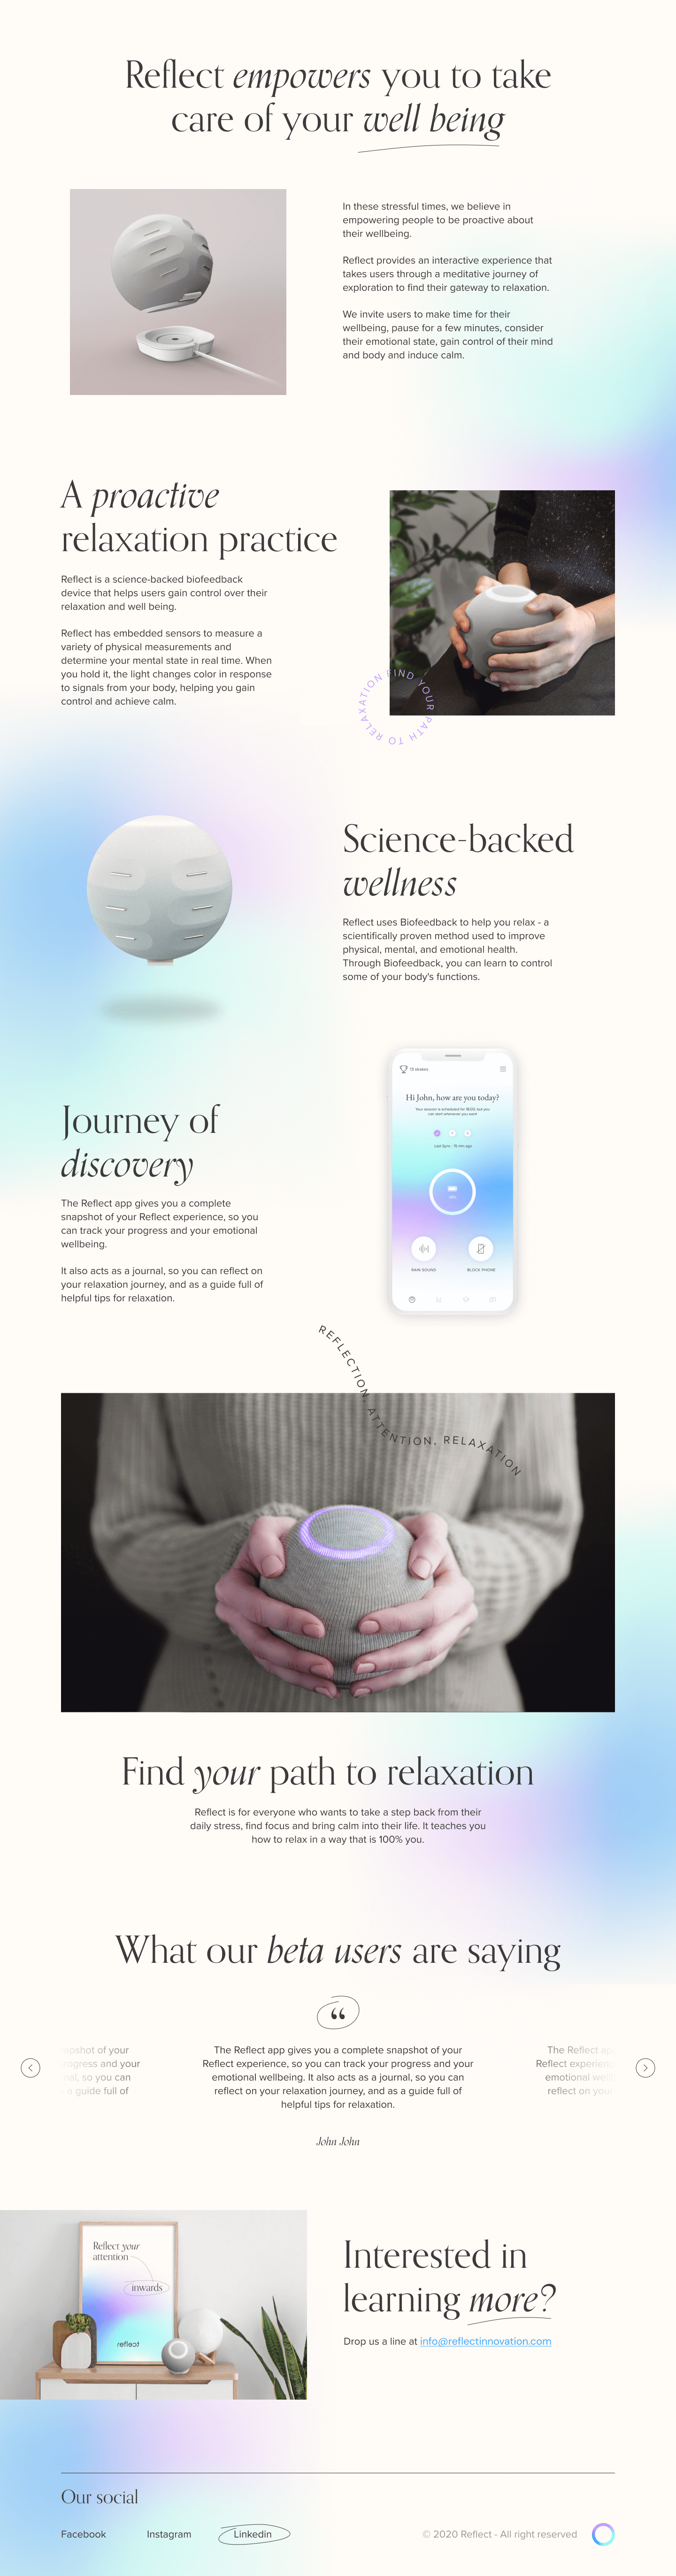 Reflect empowers you to take
care of your well being
In these stressful times, we believe in
empowering people to be proactive about
their wellbeing.
Reflect provides an interactive experience that
takes users through a meditative journey of
exploration to find their gateway to relaxation.
We invite users to make time for their
wellbeing, pause for a few minutes, consider
their emotional state, gain control of their mind
and body and induce calm.
A proactive
relaxation practice
Reflect is a science-backed biofeedback
device that helps users gain control over their
relaxation and well being.
Reflect has embedded sensors to measure a
variety of physical measurements and
determine your mental state in real time. When
you hold it, the light changes color in response
to signals from your body, helping you gain
control and achieve calm.
FIND YOUR PATH TO RELAXATION
Science-backed
wellness
Reflect uses Biofeedback to help you relax - a
scientifically proven method used to improve
physical, mental, and emotional health.
Through Biofeedback, you can learn to control
some of your body's functions.
Journey of
discovery
The Reflect app gives you a complete
snapshot of your Reflect experience, so you
can track your progress and your emotional
wellbeing.
It also acts as a journal, so you can reflect on
your relaxation journey, and as a guide full of
helpful tips for relaxation.
Hi John, how are you today?
Your session is scheduled for 18:00 but you
can start whenever you want
Last Sync - 15 min ago
RAIN SOUND
BLOCK PHONE
REFLECTION, ATTENTION, RELAXATION
Find your path to relaxation
Reflect is for everyone who wants to take a step back from their
daily stress, find focus and bring calm into their life. It teaches you
how to relax in a way that is 100% you.
What our beta users are saying
“
The Reflect app gives you a complete snapshot of your
Reflect experience, so you can track your progress and your
emotional wellbeing. It also acts as a journal, so you can
reflect on your relaxation journey, and as a guide full of
helpful tips for relaxation.
John John
of your
and your
so you can
a guide full of
The Reflect
Reflect
emotional
reflect on your
Reflect your
attention
inwards
reflect
Interested in
learning more?
Drop us a line at info@reflectinnovation.com
Our social
Facebook
Instagram
Linkedin
© 2020 Reflect - All right reserved